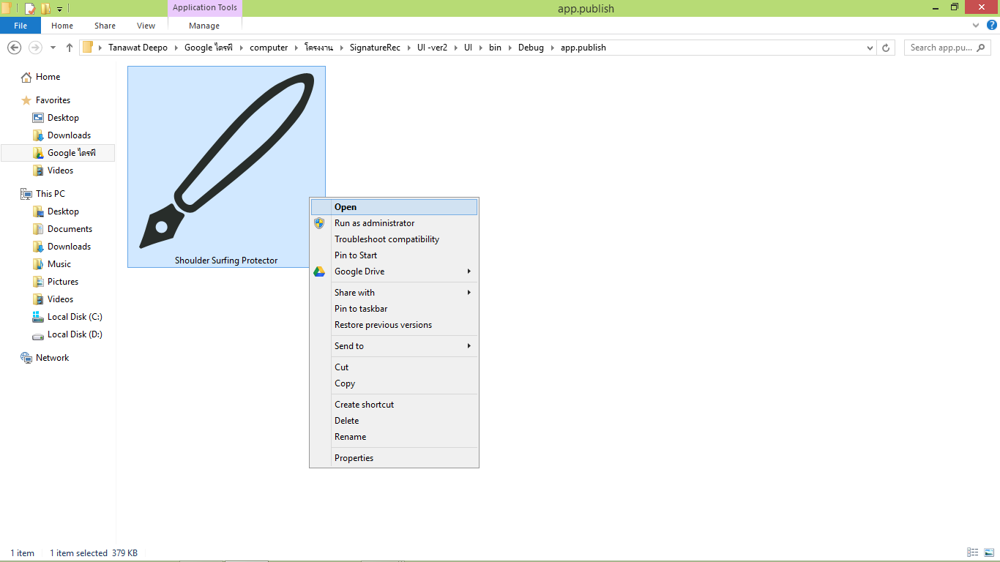 Application Tools
app.publish
File Home Share View Manage
Tanawat Deepo Google ไดรฟ์ computer โครงงาน SignatureRec UI -ver2 UI bin Debug app.publish
Search app.pu...
Home
Favorites
Desktop
Downloads
Google ไดรฟ์
Videos
This PC
Desktop
Documents
Downloads
Music
Pictures
Videos
Local Disk (C:)
Local Disk (D:)
Network
Shoulder Surfing Protector
Open
Run as administrator
Troubleshoot compatibility
Pin to Start
Google Drive
Share with
Pin to taskbar
Restore previous versions
Send to
Cut
Copy
Create shortcut
Delete
Rename
Properties
1 item 1 item selected 379 KB